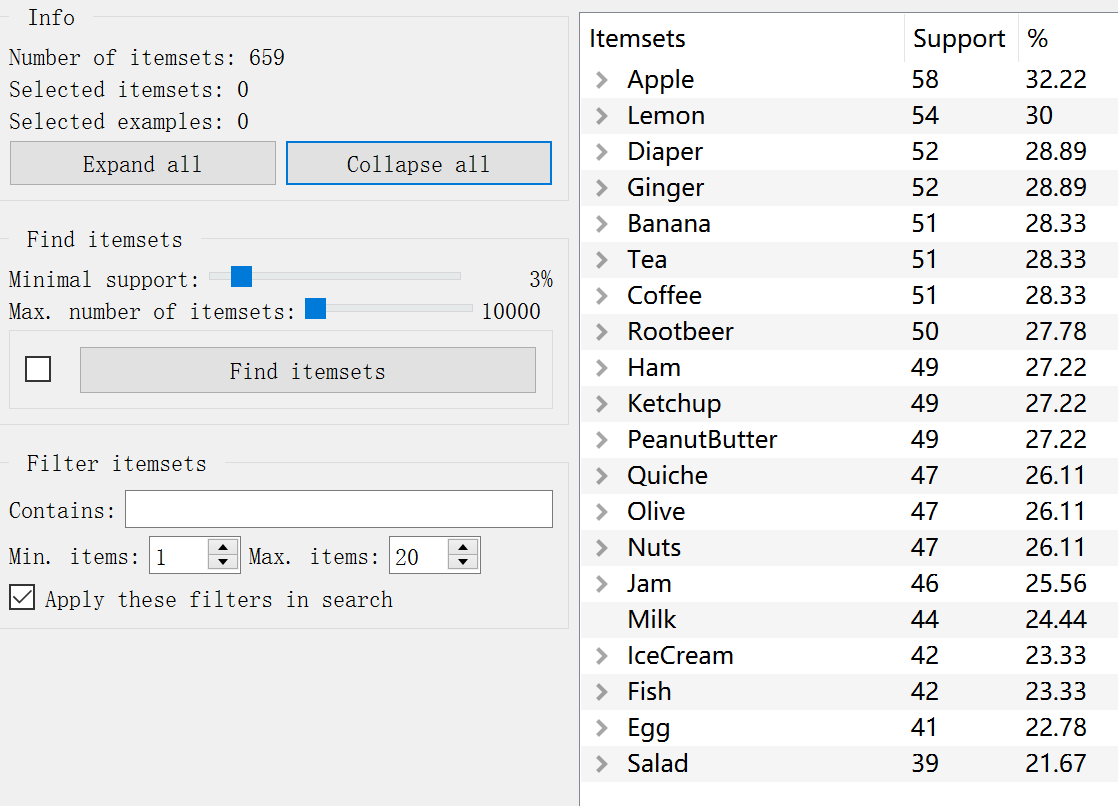 Info
Number of itemsets: 659
Selected itemsets: 0
Selected examples: 0
Expand all
Collapse all
Find itemsets
Minimal support: 3%
Max. number of itemsets: 10000
Find itemsets
Filter itemsets
Contains:
Min. items: 1 Max. items: 20
Apply these filters in search
Itemsets Support %
Apple 58 32.22
Lemon 54 30
Diaper 52 28.89
Ginger 52 28.89
Banana 51 28.33
Tea 51 28.33
Coffee 51 28.33
Rootbeer 50 27.78
Ham 49 27.22
Ketchup 49 27.22
PeanutButter 49 27.22
Quiche 47 26.11
Olive 47 26.11
Nuts 47 26.11
Jam 46 25.56
Milk 44 24.44
IceCream 42 23.33
Fish 42 23.33
Egg 41 22.78
Salad 39 21.67